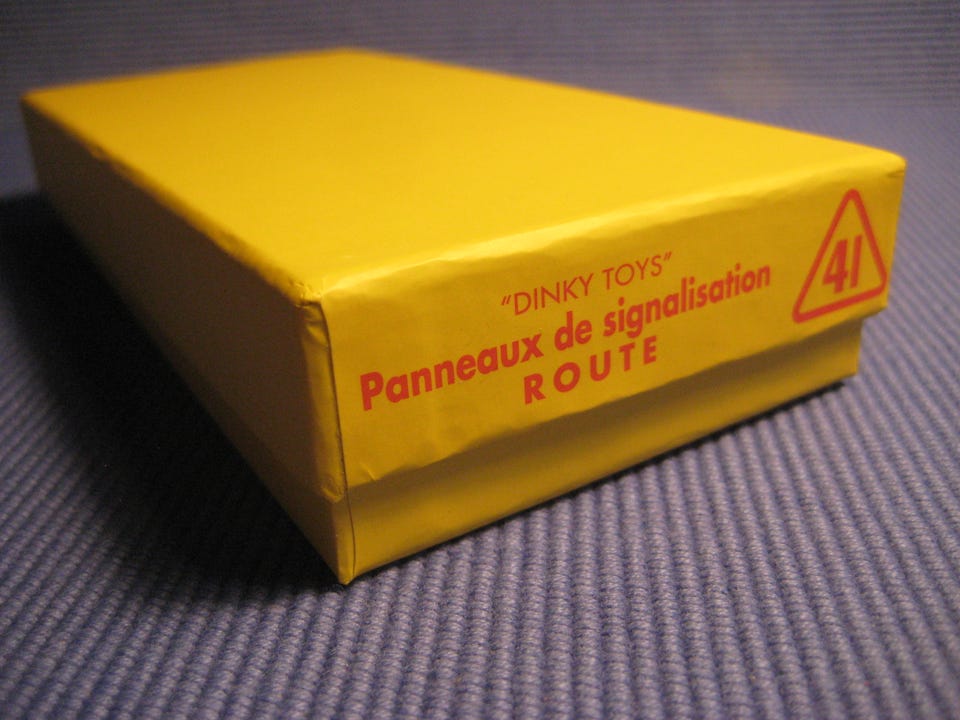 "DINKY TOYS"
Panneaux de signalisation
ROUTE
41